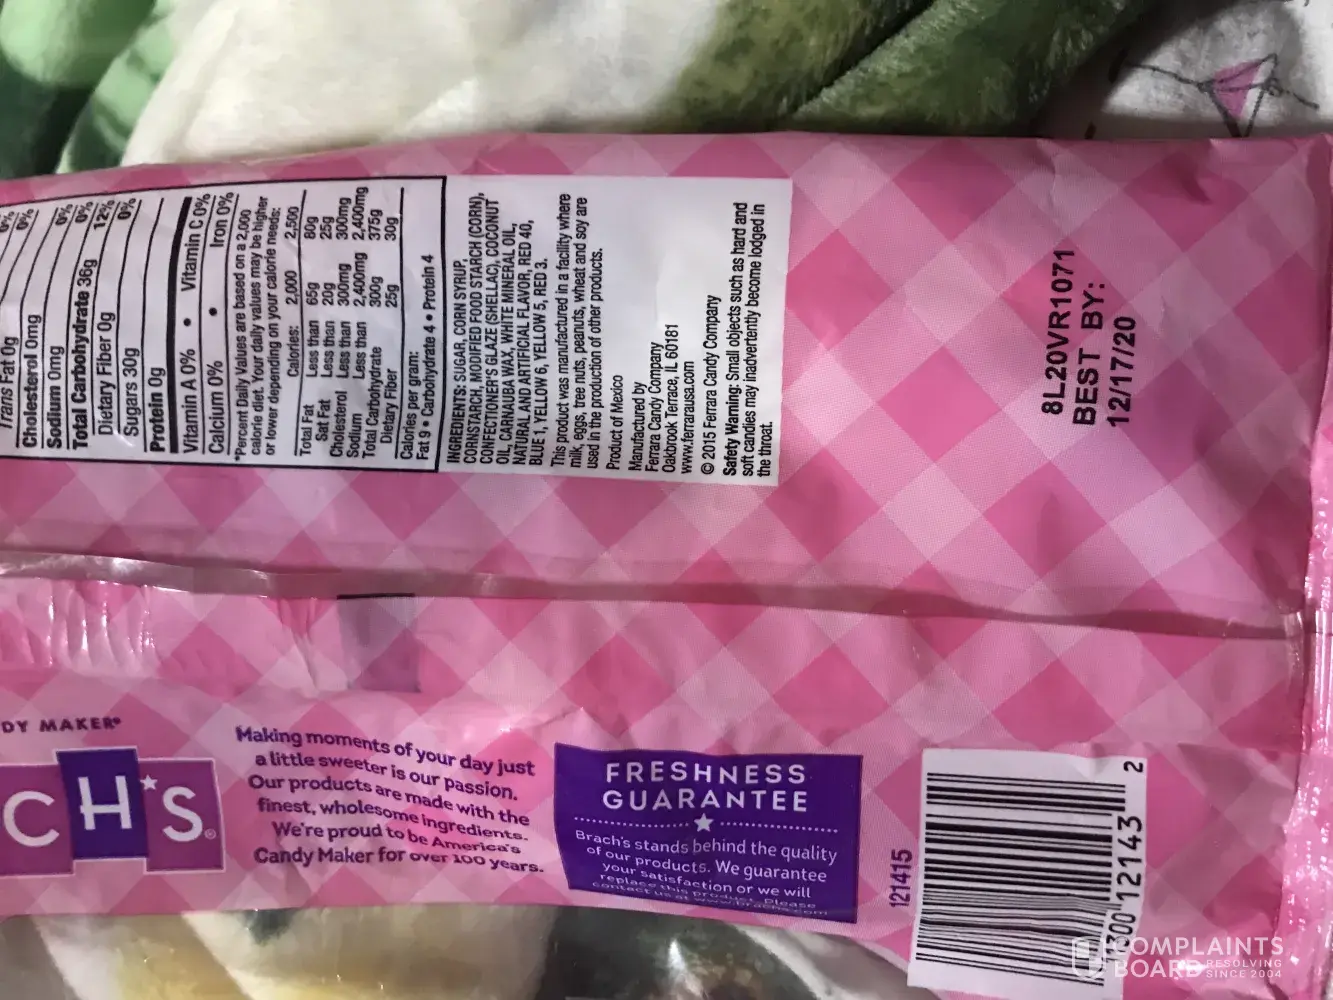 Trans Fat 0g 0%
Cholesterol 0mg 0%
Sodium 0mg 0%
Total Carbohydrate 36g 0%
Dietary Fiber 0g 12%
Sugars 30g 0%
Protein 0g
Vitamin A 0% • Vitamin C 0%
Calcium 0% • Iron 0%
*Percent Daily Values are based on a 2,000
calorie diet. Your daily values may be higher
or lower depending on your calorie needs:
Calories: 2,000 2,500
Total Fat Less than 65g 80g
Sat Fat Less than 20g 25g
Cholesterol Less than 300mg 300mg
Sodium Less than 2,400mg 2,400mg
Total Carbohydrate 300g 375g
Dietary Fiber 25g 30g
Calories per gram:
Fat 9 • Carbohydrate 4 • Protein 4
INGREDIENTS: SUGAR, CORN SYRUP,
CORNSTARCH, MODIFIED FOOD STARCH (CORN),
CONFECTIONER'S GLAZE (SHELLAC), COCONUT
OIL, CARNAUBA WAX, WHITE MINERAL OIL,
NATURAL AND ARTIFICIAL FLAVOR, RED 40,
BLUE 1, YELLOW 6, YELLOW 5, RED 3.
This product was manufactured in a facility where
milk, eggs, tree nuts, peanuts, wheat and soy are
used in the production of other products.
Product of Mexico
Manufactured by
Ferrara Candy Company
Oakbrook Terrace, IL 60181
www.ferrarausa.com
© 2015 Ferrara Candy Company
Safety Warning: Small objects such as hard and
soft candies may inadvertently become lodged in
the throat.
8L20VR1071
BEST BY:
12/17/20
DY MAKER®
CH'S®
Making moments of your day just
a little sweeter is our passion.
Our products are made with the
finest, wholesome ingredients.
We're proud to be America's
Candy Maker for over 100 years.
FRESHNESS
GUARANTEE
Brach's stands behind the quality
of our products. We guarantee
your satisfaction or we will
replace this product. Please
contact us at www.brachs.com
121415
00 12143 2
COMPLAINTS
BOARD RESOLVING
SINCE 2004